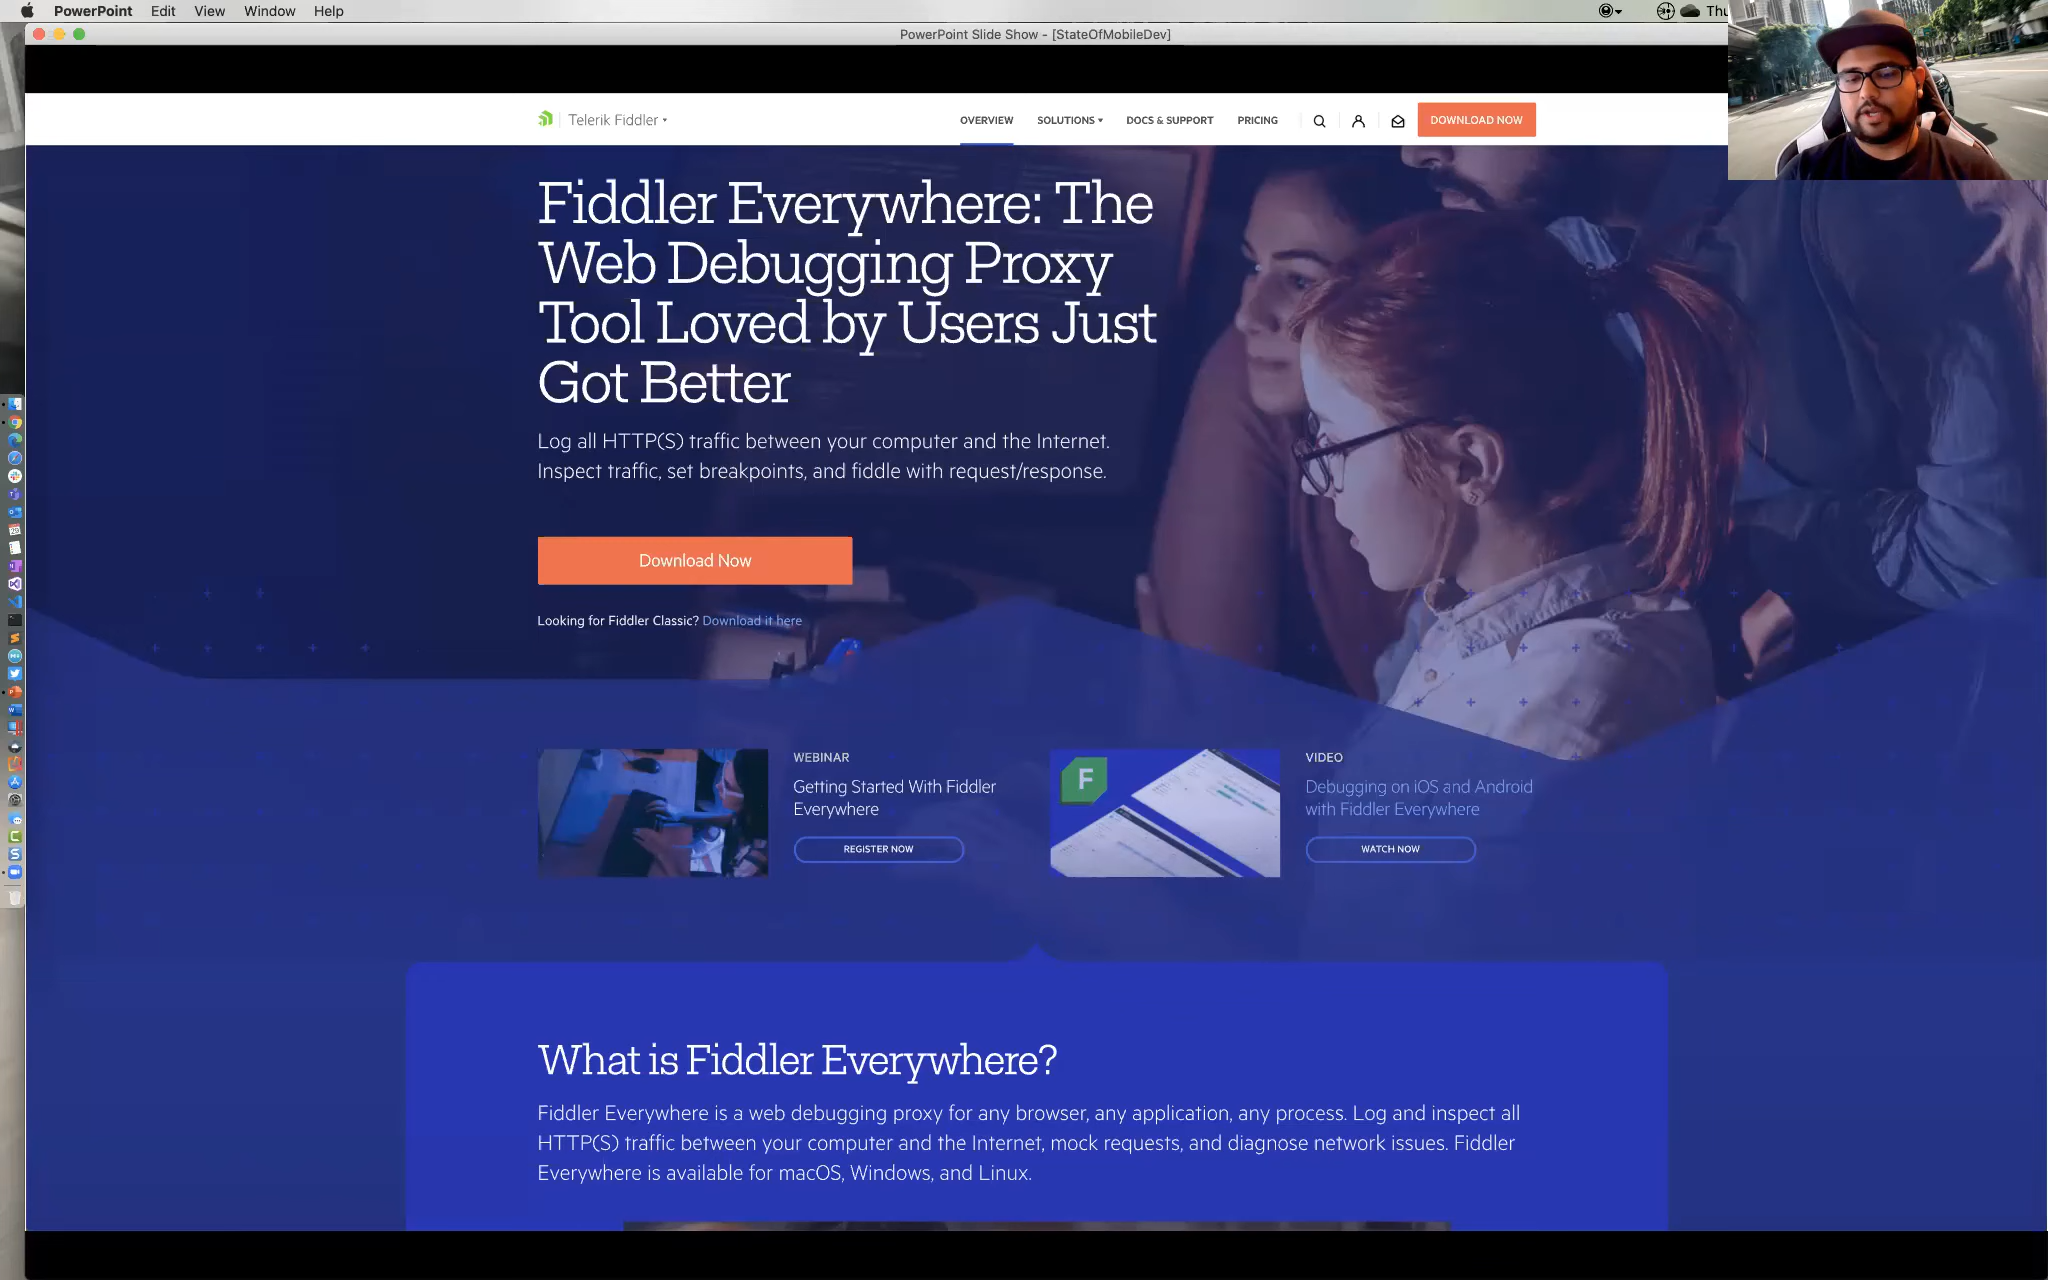 PowerPoint Edit View Window Help
Thu
PowerPoint Slide Show - [StateOfMobileDev]
Telerik Fiddler
OVERVIEW SOLUTIONS DOCS & SUPPORT PRICING
DOWNLOAD NOW
Fiddler Everywhere: The
Web Debugging Proxy
Tool Loved by Users Just
Got Better
Log all HTTP(S) traffic between your computer and the Internet.
Inspect traffic, set breakpoints, and fiddle with request/response.
Download Now
Looking for Fiddler Classic? Download it here
WEBINAR
Getting Started With Fiddler
Everywhere
REGISTER NOW
F
VIDEO
Debugging on iOS and Android
with Fiddler Everywhere
WATCH NOW
What is Fiddler Everywhere?
Fiddler Everywhere is a web debugging proxy for any browser, any application, any process. Log and inspect all
HTTP(S) traffic between your computer and the Internet, mock requests, and diagnose network issues. Fiddler
Everywhere is available for macOS, Windows, and Linux.